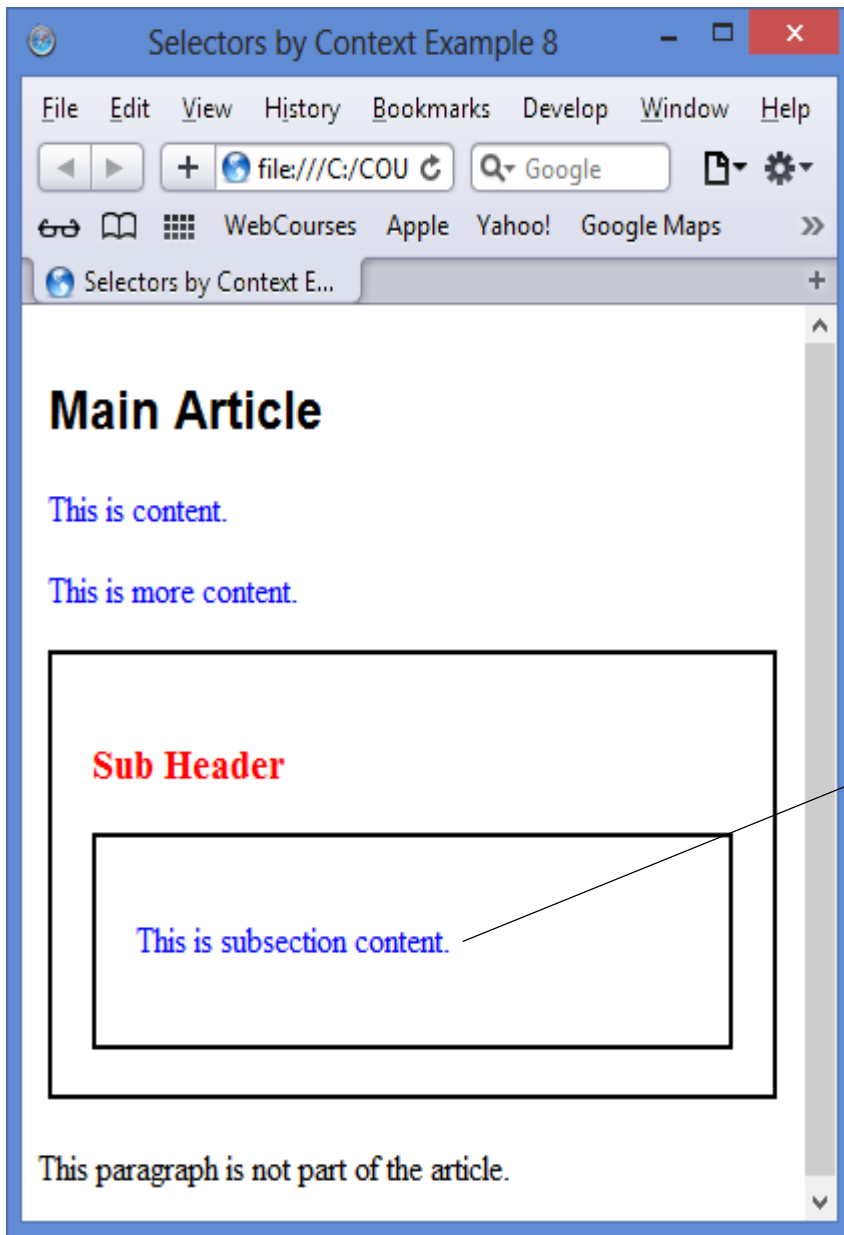 Selectors by Context Example 8
File Edit View History Bookmarks Develop Window Help
file:///C:/COU Google
WebCourses Apple Yahoo! Google Maps
Selectors by Context E...
Main Article
This is content.
This is more content.
Sub Header
This is subsection content.
This paragraph is not part of the article.